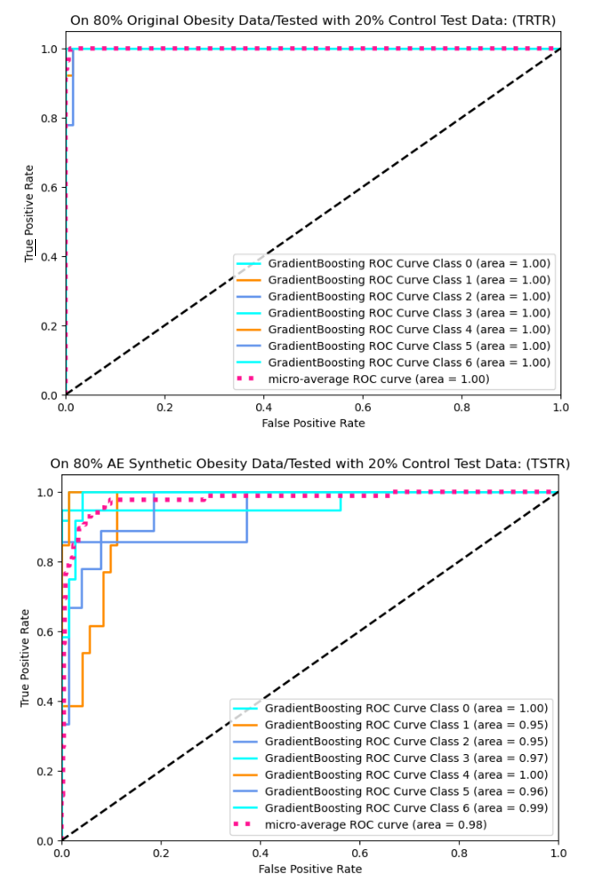 On 80% Original Obesity Data/Tested with 20% Control Test Data: (TRTR)
1.0
0.8
0.6
0.4
0.2
0.0
True Positive Rate
GradientBoosting ROC Curve Class 0 (area = 1.00)
GradientBoosting ROC Curve Class 1 (area = 1.00)
GradientBoosting ROC Curve Class 2 (area = 1.00)
GradientBoosting ROC Curve Class 3 (area = 1.00)
GradientBoosting ROC Curve Class 4 (area = 1.00)
GradientBoosting ROC Curve Class 5 (area = 1.00)
GradientBoosting ROC Curve Class 6 (area = 1.00)
micro-average ROC curve (area = 1.00)
0.0 0.2 0.4 0.6 0.8 1.0
False Positive Rate
On 80% AE Synthetic Obesity Data/Tested with 20% Control Test Data: (TSTR)
1.0
0.8
0.6
0.4
0.2
0.0
True Positive Rate
GradientBoosting ROC Curve Class 0 (area = 1.00)
GradientBoosting ROC Curve Class 1 (area = 0.95)
GradientBoosting ROC Curve Class 2 (area = 0.95)
GradientBoosting ROC Curve Class 3 (area = 0.97)
GradientBoosting ROC Curve Class 4 (area = 1.00)
GradientBoosting ROC Curve Class 5 (area = 0.96)
GradientBoosting ROC Curve Class 6 (area = 0.99)
micro-average ROC curve (area = 0.98)
0.0 0.2 0.4 0.6 0.8 1.0
False Positive Rate